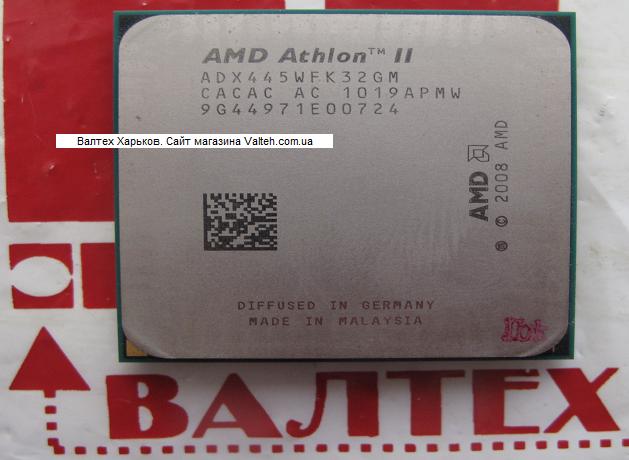 AMD Athlon™ II
ADX445WFK32GM
CACAC AC 1019APMW
9G44971E00724
Валтех Харьков. Сайт магазина Valteh.com.ua
AMD
® © 2008 AMD
DIFFUSED IN GERMANY
MADE IN MALAYSIA
ВАЛТЕХ